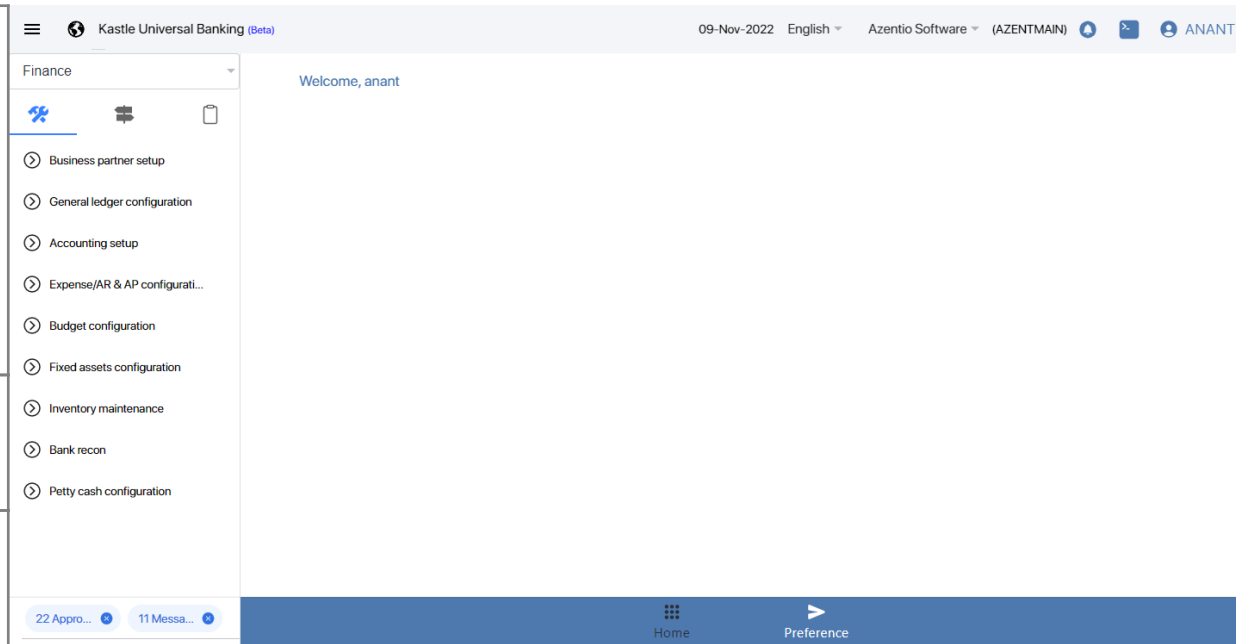 Kastle Universal Banking (Beta) 09-Nov-2022 English Azentio Software (AZENTMAIN) ANANT
Finance
Welcome, anant
Business partner setup
General ledger configuration
Accounting setup
Expense/AR & AP configurati...
Budget configuration
Fixed assets configuration
Inventory maintenance
Bank recon
Petty cash configuration
22 Appro... 11 Messa...
Home Preference